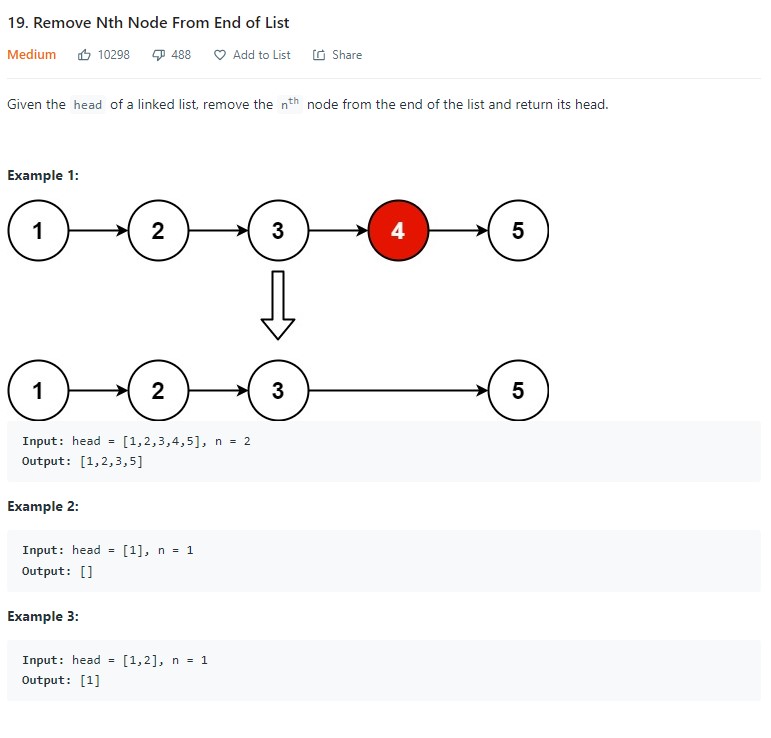 19. Remove Nth Node From End of List
Medium 10298 488 Add to List Share
Given the head of a linked list, remove the nth node from the end of the list and return its head.
Example 1:
1 2 3 4 5
1 2 3 5
Input: head = [1,2,3,4,5], n = 2
Output: [1,2,3,5]
Example 2:
Input: head = [1], n = 1
Output: []
Example 3:
Input: head = [1,2], n = 1
Output: [1]